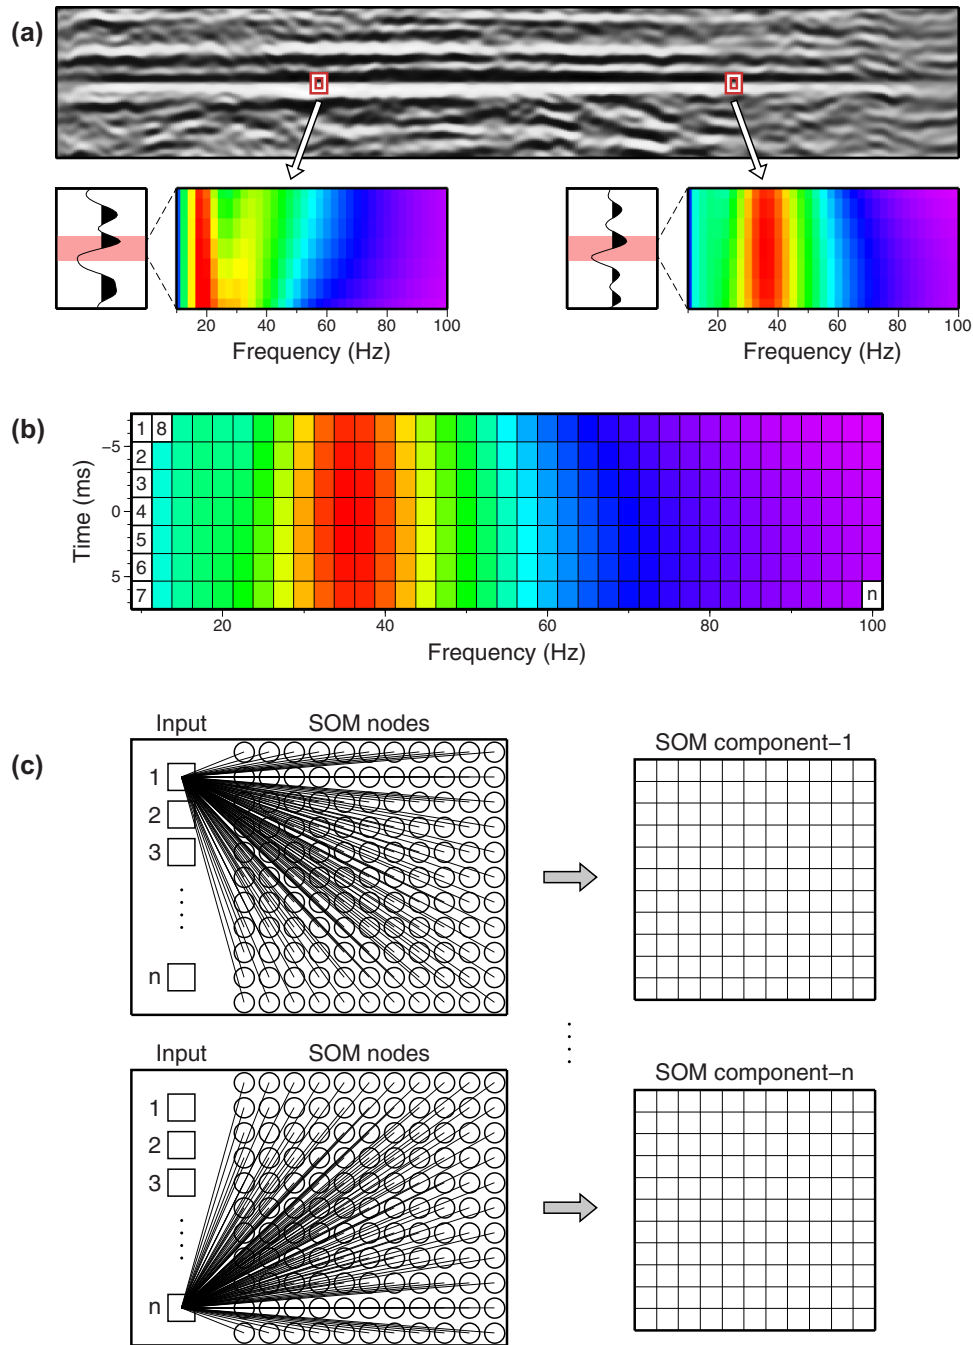 (a)
20 40 60 80 100
Frequency (Hz)
20 40 60 80 100
Frequency (Hz)
(b)
Time (ms)
-5
0
5
1 8
2
3
4
5
6
7
n
20 40 60 80 100
Frequency (Hz)
(c)
Input SOM nodes
1
2
3
n
SOM component-1
Input SOM nodes
1
2
3
n
SOM component-n